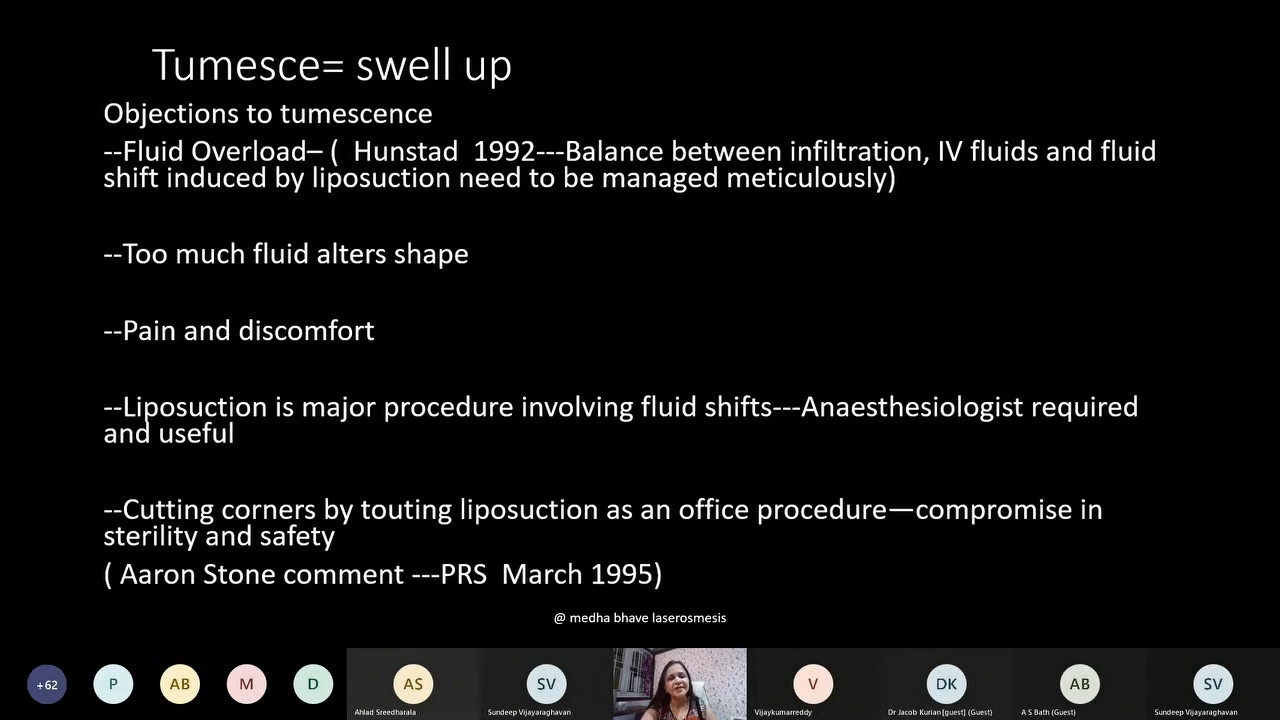 Tumesce= swell up
Objections to tumescence
--Fluid Overload– ( Hunstad 1992---Balance between infiltration, IV fluids and fluid
shift induced by liposuction need to be managed meticulously)
--Too much fluid alters shape
--Pain and discomfort
--Liposuction is major procedure involving fluid shifts---Anaesthesiologist required
and useful
--Cutting corners by touting liposuction as an office procedure—compromise in
sterility and safety
( Aaron Stone comment ---PRS March 1995)
@ medha bhave laserosmesis
+62 P AB M D AS SV V DK AB SV
Ahlad Sreedharala Sundeep Vijayaraghavan Vijaykumarreddy Dr Jacob Kurian[guest] (Guest) A S Bath (Guest) Sundeep Vijayaraghavan